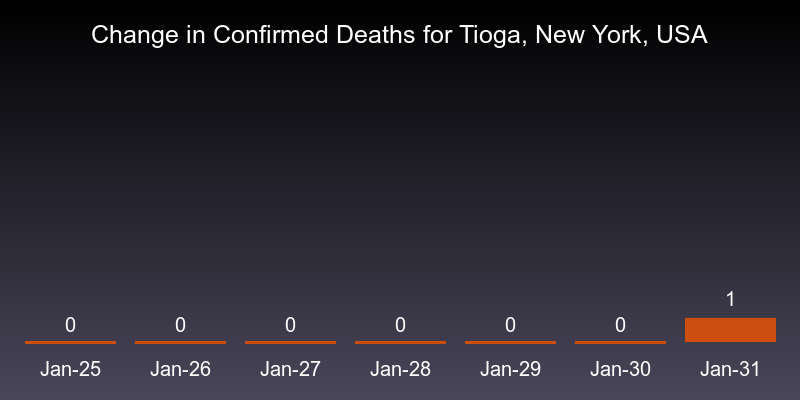 Change in Confirmed Deaths for Tioga, New York, USA
0 0 0 0 0 0 1
Jan-25 Jan-26 Jan-27 Jan-28 Jan-29 Jan-30 Jan-31